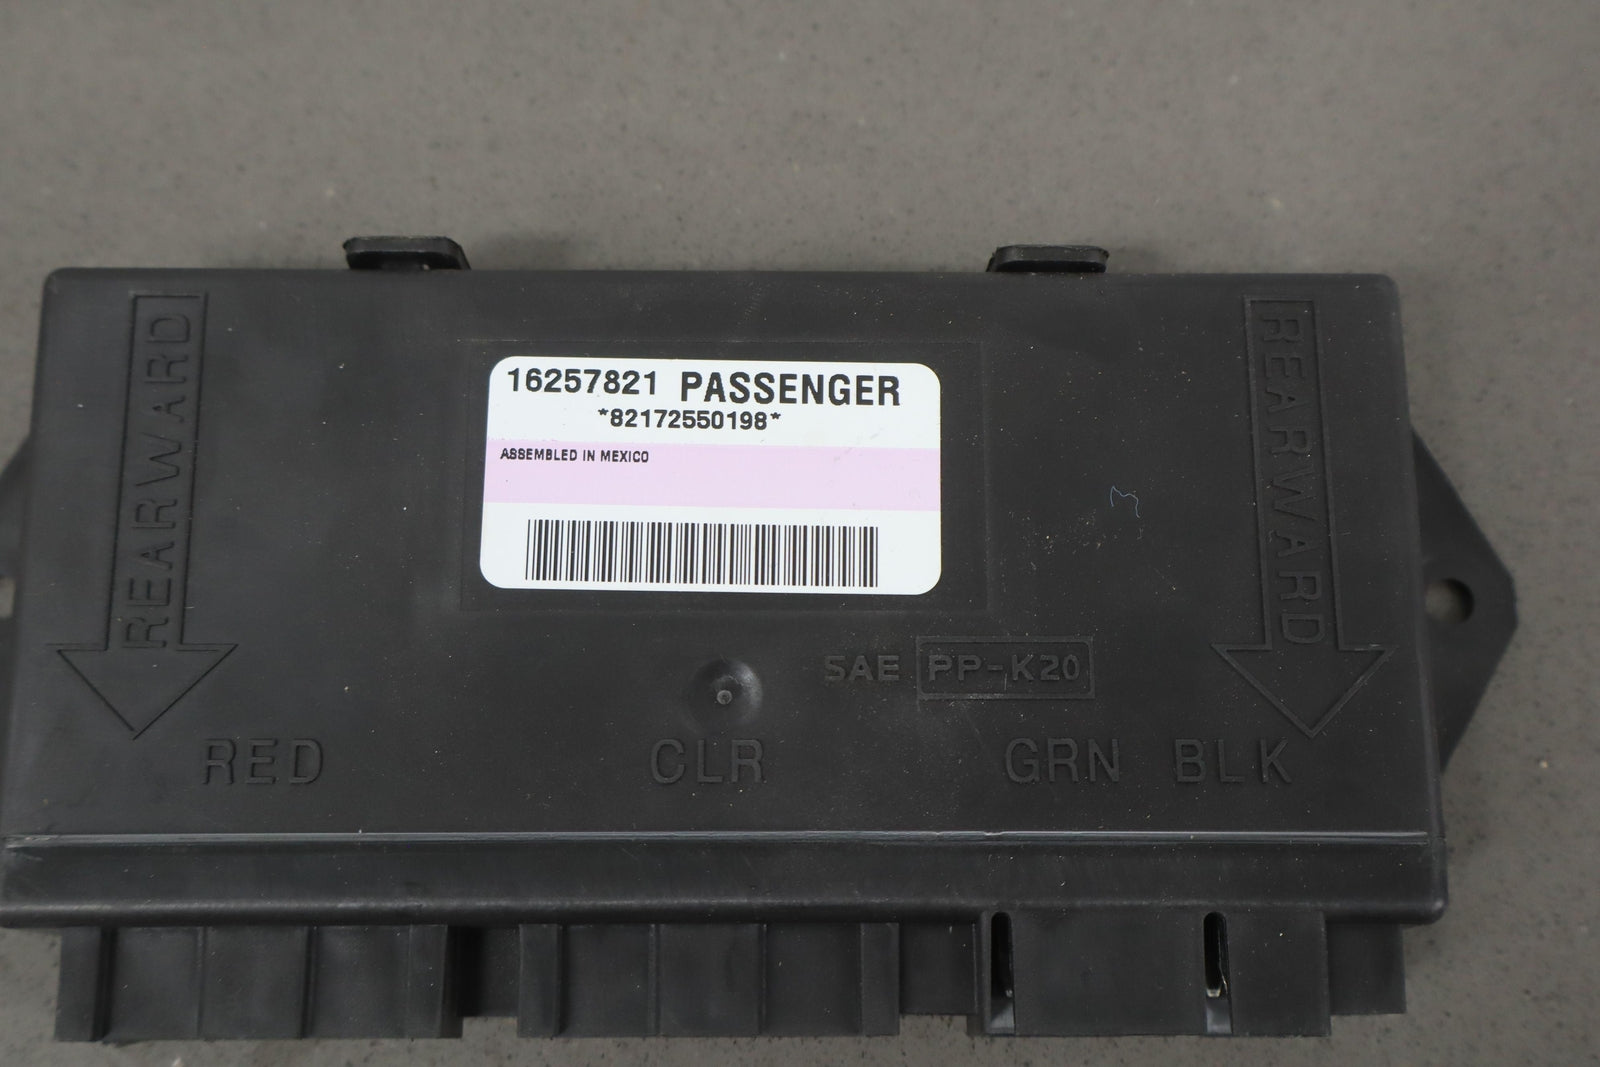 16257821 PASSENGER
*82172550198*
ASSEMBLED IN MEXICO
REARWARD
REARWARD
SAE PP-K20
RED CLR GRN BLK